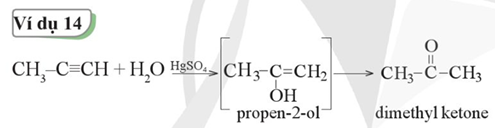 Ví dụ 14
O
CH₃-C≡CH + H₂O HgSO₄ → [CH₃-C=CH₂] → CH₃-C-CH₃
OH
propen-2-ol dimethyl ketone